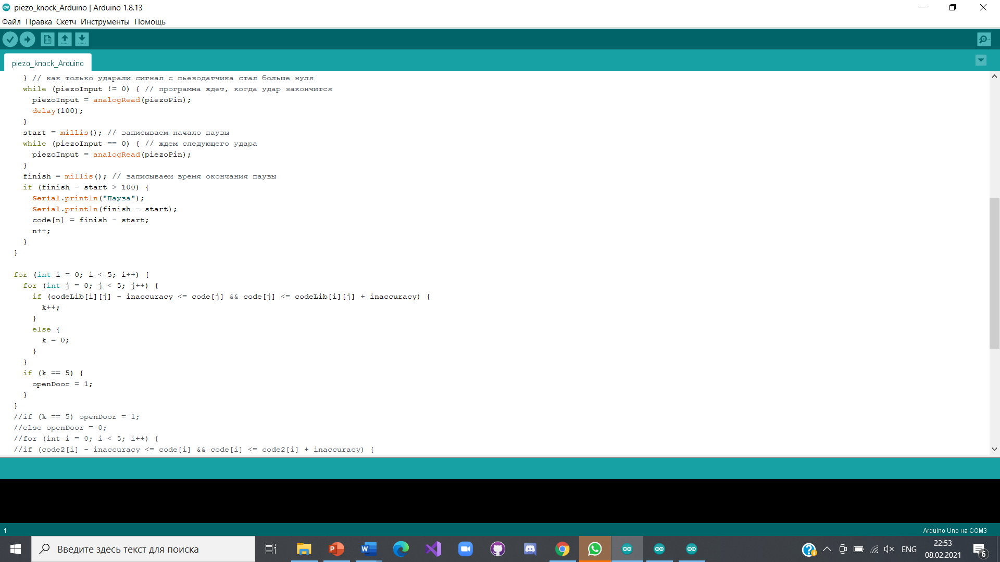 piezo_knock_Arduino | Arduino 1.8.13
Файл Правка Скетч Инструменты Помощь
piezo_knock_Arduino
} // как только ударали сигнал с пьезодатчика стал больше нуля
while (piezoInput != 0) { // программа ждет, когда удар закончится
piezoInput = analogRead(piezoPin);
delay(100);
}
start = millis(); // записываем начало паузы
while (piezoInput == 0) { // ждем следующего удара
piezoInput = analogRead(piezoPin);
}
finish = millis(); // записываем время окончания паузы
if (finish - start > 100) {
Serial.println("Пауза");
Serial.println(finish - start);
code[n] = finish - start;
n++;
}
}
for (int i = 0; i < 5; i++) {
for (int j = 0; j < 5; j++) {
if (codeLib[i][j] - inaccuracy <= code[j] && code[j] <= codeLib[i][j] + inaccuracy) {
k++;
}
else {
k = 0;
}
}
if (k == 5) {
openDoor = 1;
}
}
//if (k == 5) openDoor = 1;
//else openDoor = 0;
//for (int i = 0; i < 5; i++) {
//if (code2[i] - inaccuracy <= code[i] && code[i] <= code2[i] + inaccuracy) {
1
Arduino Uno на COM3
Введите здесь текст для поиска
ENG
22:53
08.02.2021
6